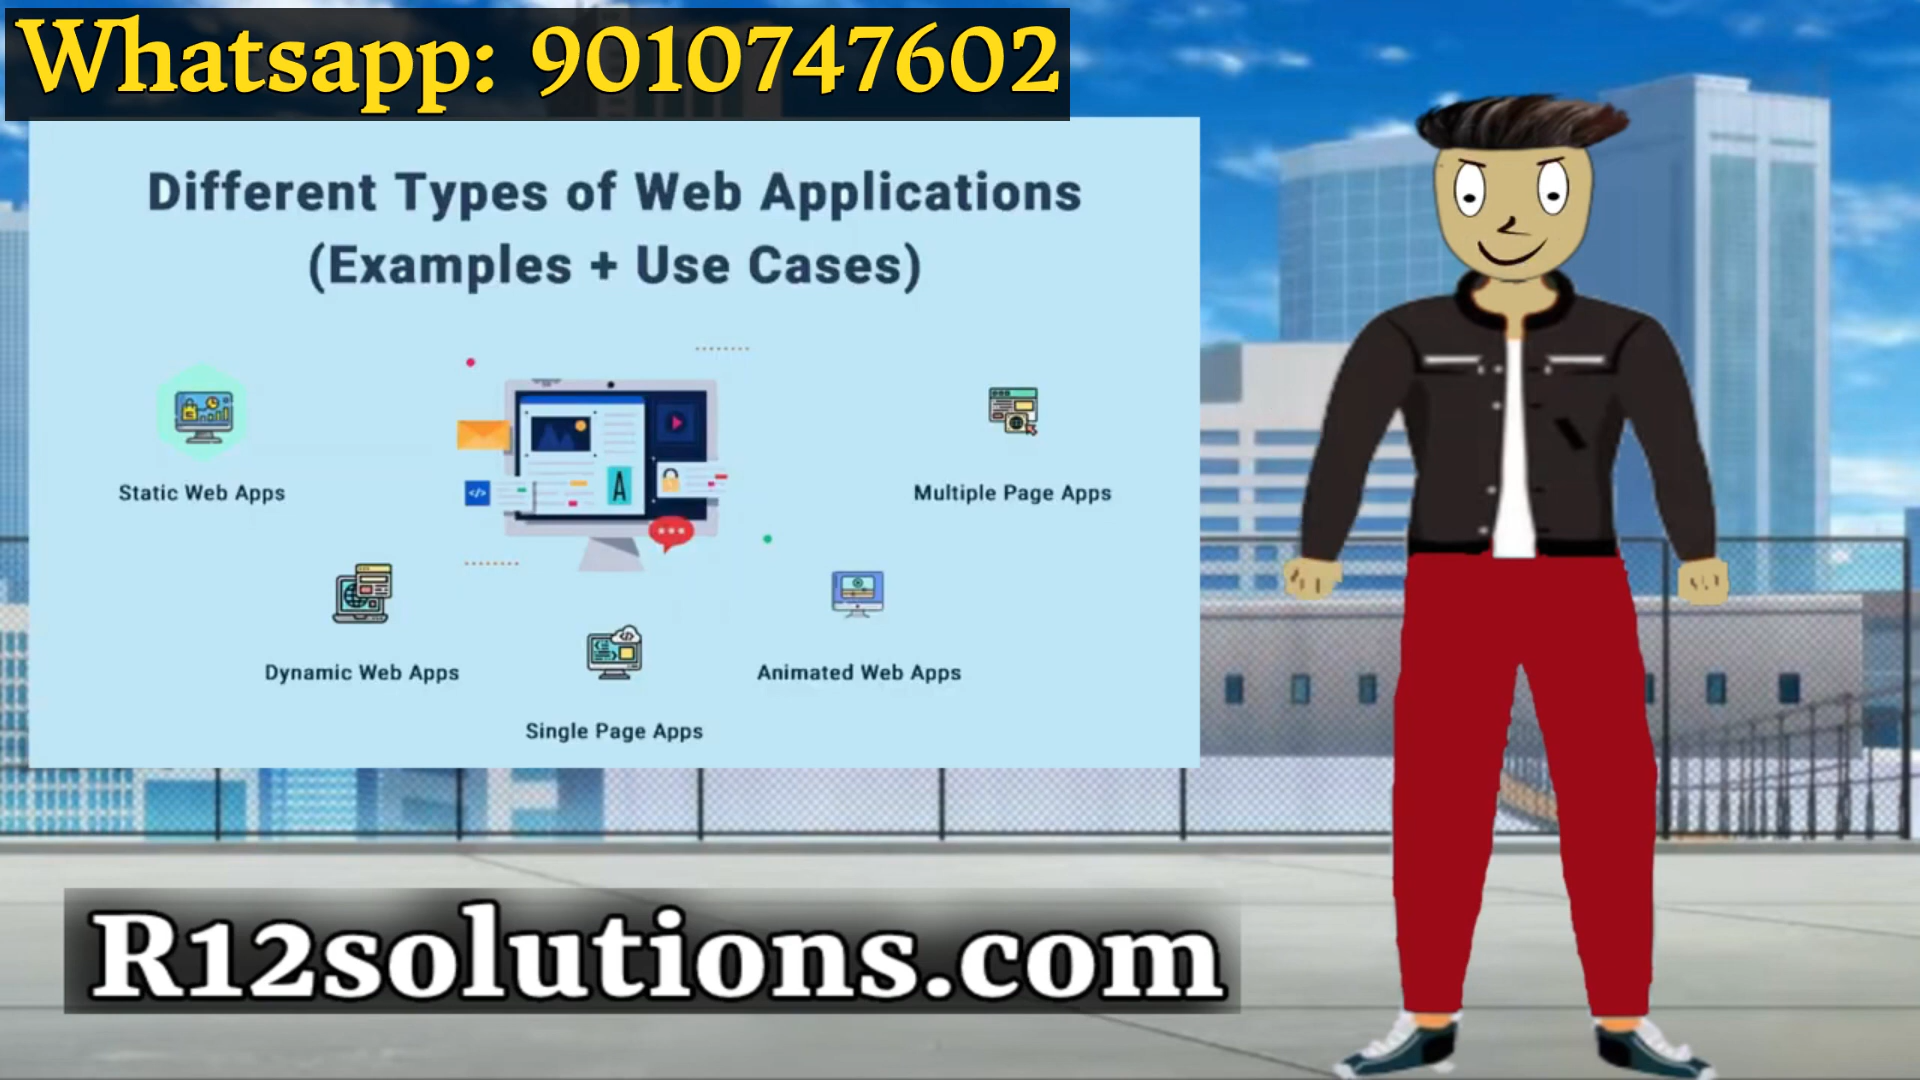 Whatsapp: 9010747602
Different Types of Web Applications
(Examples + Use Cases)
Static Web Apps
Multiple Page Apps
Dynamic Web Apps
Animated Web Apps
Single Page Apps
A
</>
R12solutions.com